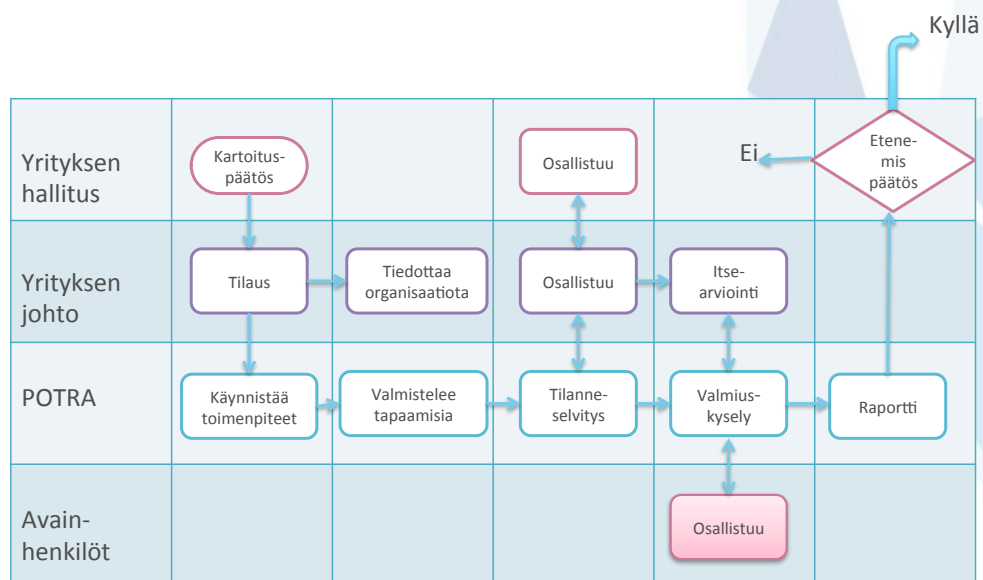 Kyllä
Yrityksen
hallitus
Kartoitus-
päätös
Osallistuu
Ei
Etene-
mis
päätös
Yrityksen
johto
Tilaus
Tiedottaa
organisaatiota
Osallistuu
Itse-
arviointi
POTRA
Käynnistää
toimenpiteet
Valmistelee
tapaamisia
Tilanne-
selvitys
Valmius-
kysely
Raportti
Avain-
henkilöt
Osallistuu